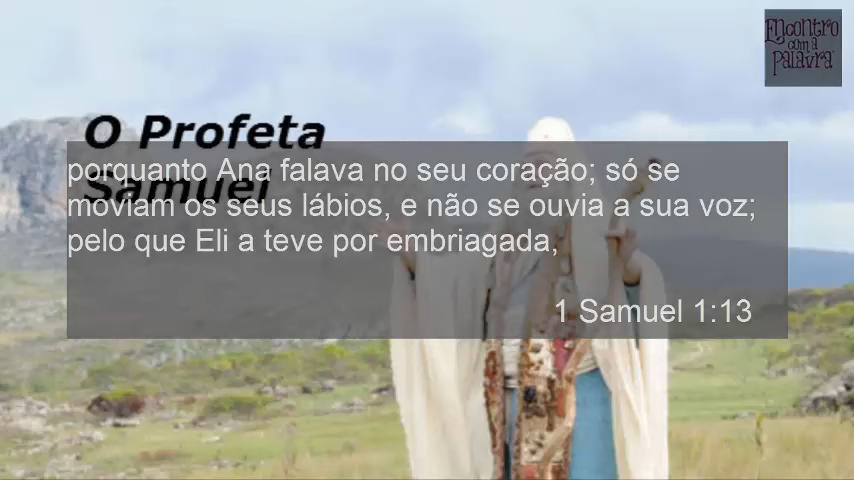 Encontro
com a
Palavra
O Profeta
Samuel
porquanto Ana falava no seu coração; só se
moviam os seus lábios, e não se ouvia a sua voz;
pelo que Eli a teve por embriagada,
1 Samuel 1:13